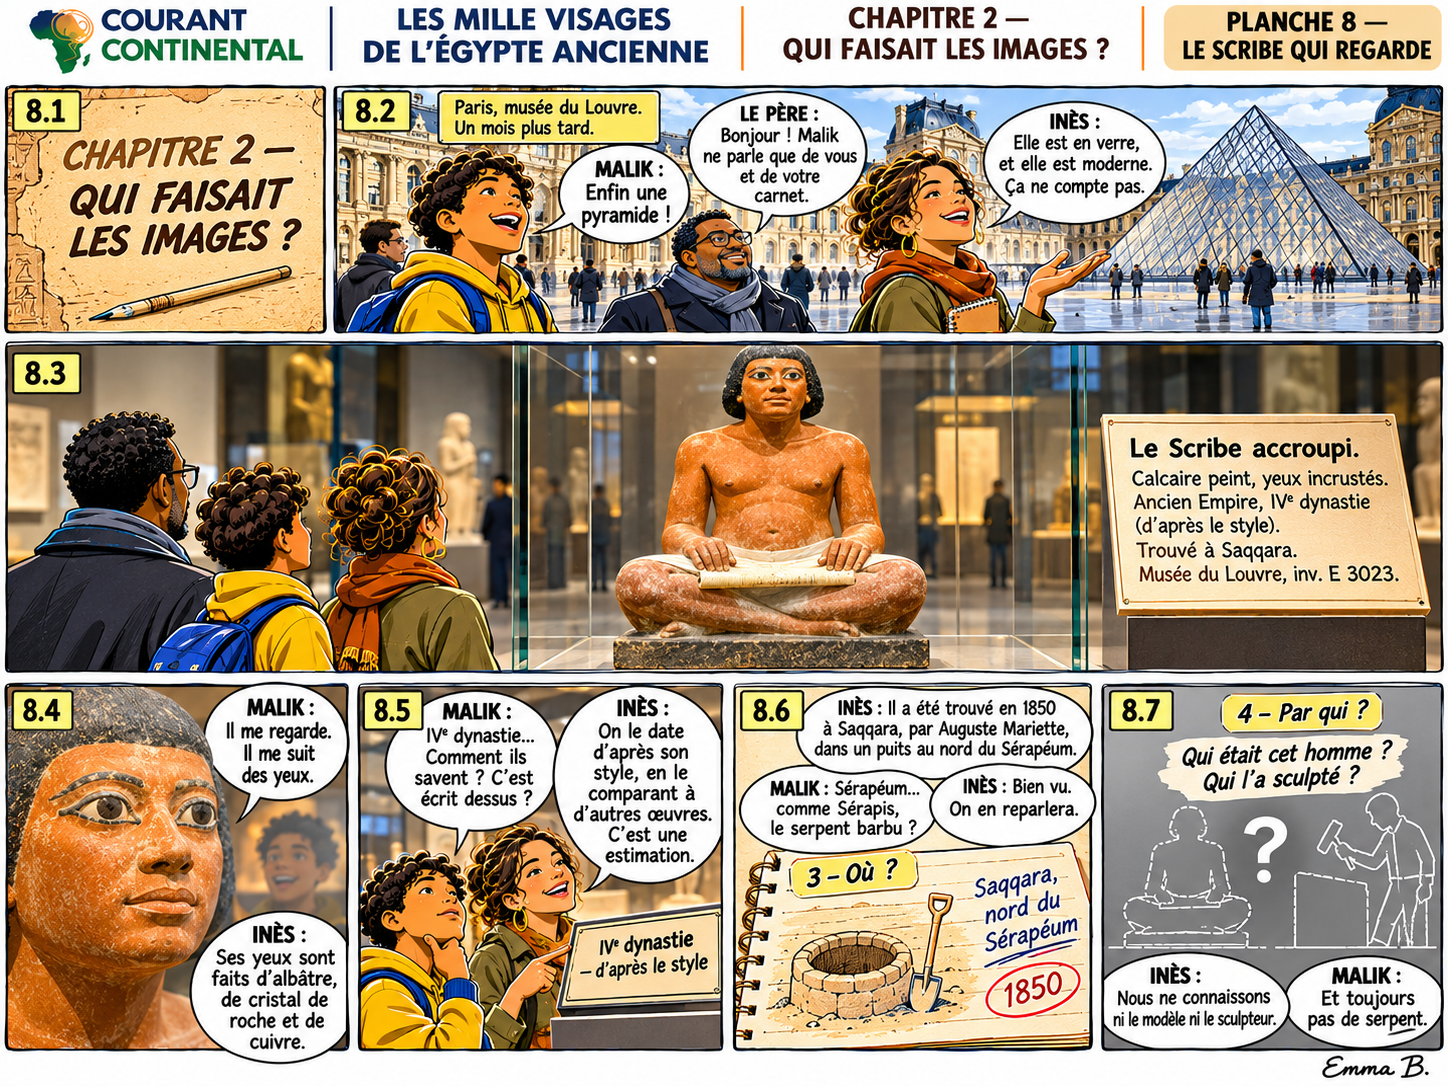 COURANT
CONTINENTAL
LES MILLE VISAGES
DE L'ÉGYPTE ANCIENNE
CHAPITRE 2 —
QUI FAISAIT LES IMAGES ?
PLANCHE 8 —
LE SCRIBE QUI REGARDE
8.1
CHAPITRE 2 —
QUI FAISAIT
LES IMAGES ?
8.2
Paris, musée du Louvre.
Un mois plus tard.
MALIK :
Enfin une
pyramide !
LE PÈRE :
Bonjour ! Malik
ne parle que de vous
et de votre
carnet.
INÈS :
Elle est en verre,
et elle est moderne.
Ça ne compte pas.
8.3
Le Scribe accroupi.
Calcaire peint, yeux incrustés.
Ancien Empire, IVe dynastie
(d'après le style).
Trouvé à Saqqara.
Musée du Louvre, inv. E 3023.
8.4
MALIK :
Il me regarde.
Il me suit
des yeux.
INÈS :
Ses yeux sont
faits d'albâtre,
de cristal de
roche et de
cuivre.
8.5
MALIK :
IVe dynastie...
Comment ils
savent ? C'est
écrit dessus ?
INÈS :
On le date
d'après son
style, en le
comparant à
d'autres œuvres.
C'est une
estimation.
IVe dynastie
— d'après le style
8.6
INÈS : Il a été trouvé en 1850
à Saqqara, par Auguste Mariette,
dans un puits au nord du Sérapéum.
MALIK : Sérapéum...
comme Sérapis,
le serpent barbu ?
INÈS : Bien vu.
On en reparlera.
3 – Où ?
Saqqara,
nord du
Sérapéum
1850
8.7
4 – Par qui ?
Qui était cet homme ?
Qui l'a sculpté ?
?
INÈS :
Nous ne connaissons
ni le modèle ni le sculpteur.
MALIK :
Et toujours
pas de serpent.
Emma B.